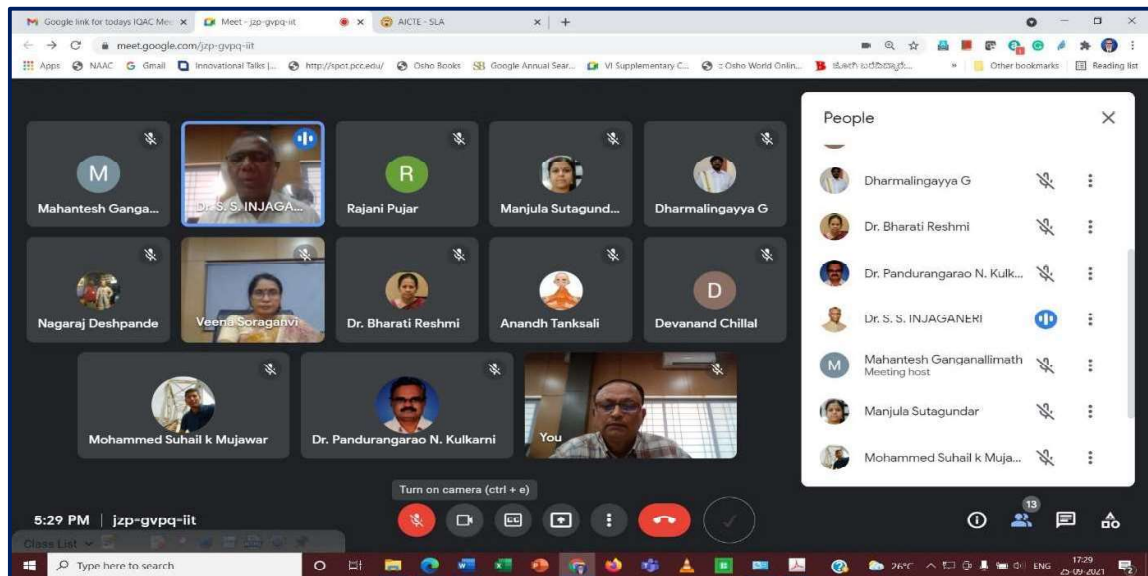 Google link for todays IQAC Mee
Meet - jzp-gvpq-iit
AICTE - SLA
meet.google.com/jzp-gvpq-iit
Apps
NAAC
Gmail
Innovational Talks |...
http://spot.pcc.edu/
Osho Books
Google Annual Sear...
VI Supplementary C...
:: Osho World Onlin...
Other bookmarks
Reading list
People
M
Mahantesh Ganga...
Dr. S. S. INJAGA...
R
Rajani Pujar
Manjula Sutagund...
Dharmalingayya G
Nagaraj Deshpande
Veena Soraganvi
Dr. Bharati Reshmi
Anandh Tanksali
D
Devanand Chillal
Mohammed Suhail k Mujawar
Dr. Pandurangarao N. Kulkarni
You
Dharmalingayya G
Dr. Bharati Reshmi
Dr. Pandurangarao N. Kulk...
Dr. S. S. INJAGANERI
M
Mahantesh Ganganallimath
Meeting host
Manjula Sutagundar
Mohammed Suhail k Muja...
Turn on camera (ctrl + e)
5:29 PM | jzp-gvpq-iit
13
Class List
Type here to search
26°C
ENG
17:29
25-09-2021